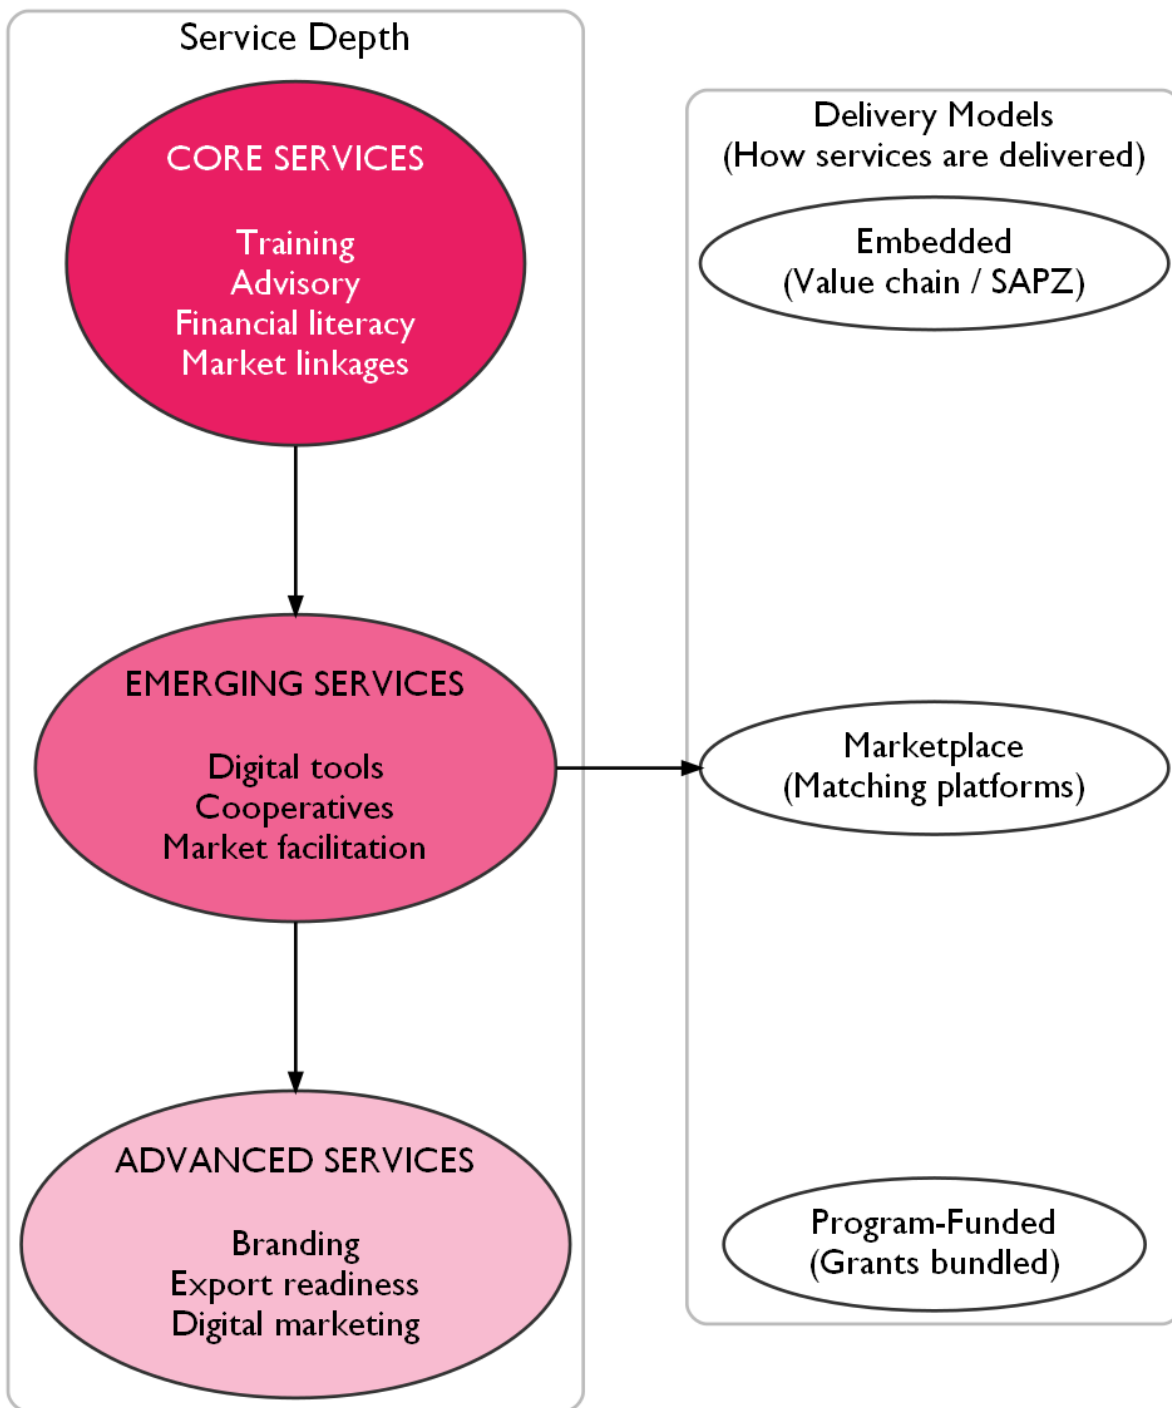 Service Depth
CORE SERVICES
Training
Advisory
Financial literacy
Market linkages
EMERGING SERVICES
Digital tools
Cooperatives
Market facilitation
ADVANCED SERVICES
Branding
Export readiness
Digital marketing
Delivery Models
(How services are delivered)
Embedded
(Value chain / SAPZ)
Marketplace
(Matching platforms)
Program-Funded
(Grants bundled)